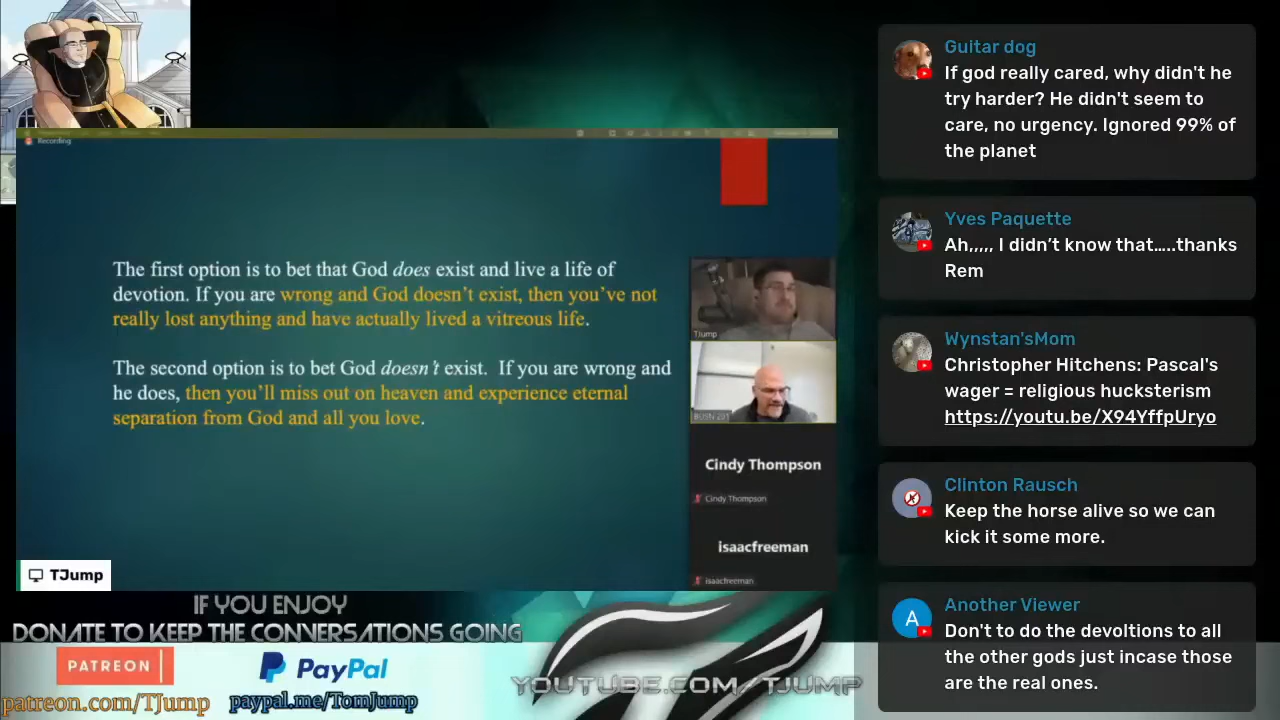 Recording
The first option is to bet that God does exist and live a life of
devotion. If you are wrong and God doesn't exist, then you've not
really lost anything and have actually lived a vitreous life.
The second option is to bet God doesn't exist. If you are wrong and
he does, then you'll miss out on heaven and experience eternal
separation from God and all you love.
TJump
BUSN 201
Cindy Thompson
Cindy Thompson
isaacfreeman
isaacfreeman
TJump
IF YOU ENJOY
DONATE TO KEEP THE CONVERSATIONS GOING
PATREON
PayPal
patreon.com/TJump
paypal.me/TomJump
YOUTUBE.COM/TJUMP
Guitar dog
If god really cared, why didn't he
try harder? He didn't seem to
care, no urgency. Ignored 99% of
the planet
Yves Paquette
Ah,,,,, I didn’t know that…..thanks
Rem
Wynstan'sMom
Christopher Hitchens: Pascal's
wager = religious hucksterism
https://youtu.be/X94YffpUryo
Clinton Rausch
Keep the horse alive so we can
kick it some more.
A
Another Viewer
Don't to do the devoltions to all
the other gods just incase those
are the real ones.